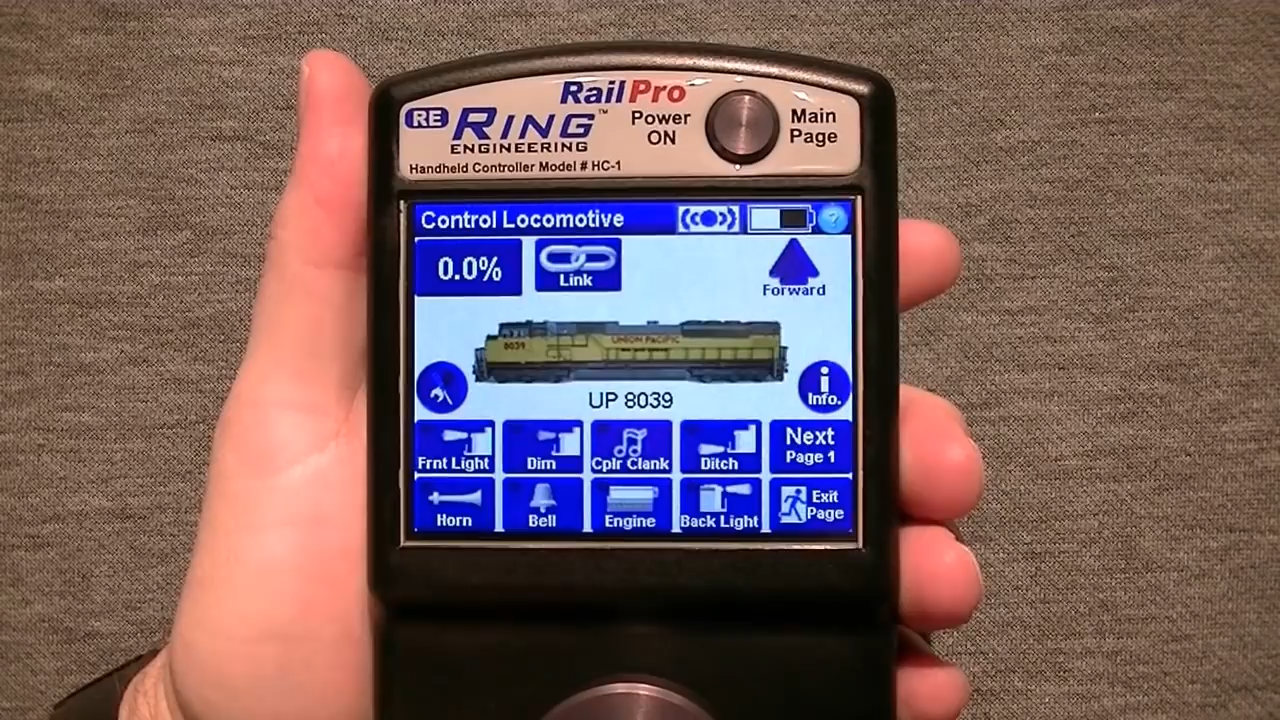 RailPro
RE RING™
ENGINEERING
Power
ON
Main
Page
Handheld Controller Model # HC-1
Control Locomotive
?
0.0%
Link
Forward
8039
UNION PACIFIC
UP 8039
i
Info.
Frnt Light
Dim
Cplr Clank
Ditch
Next
Page 1
Horn
Bell
Engine
Back Light
Exit
Page